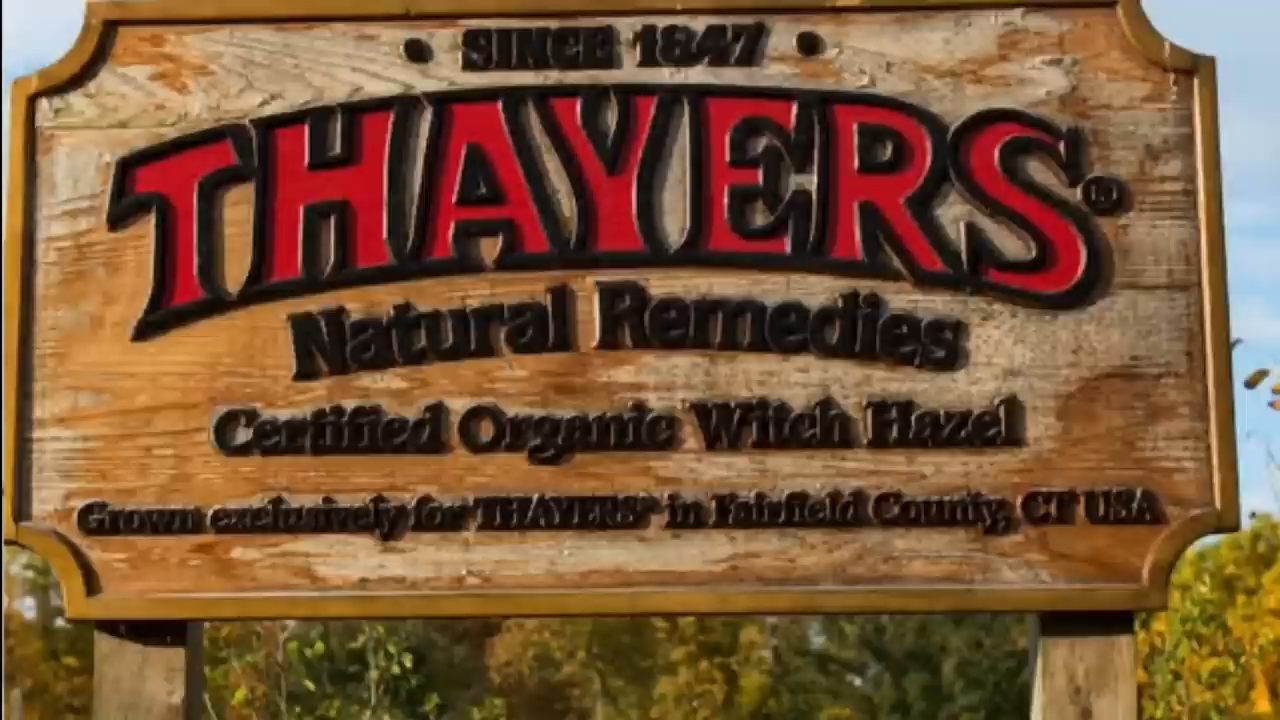 • SINCE 1847 •
THAYERS®
Natural Remedies
Certified Organic Witch Hazel
Grown exclusively for THAYERS® in Fairfield County, CT USA